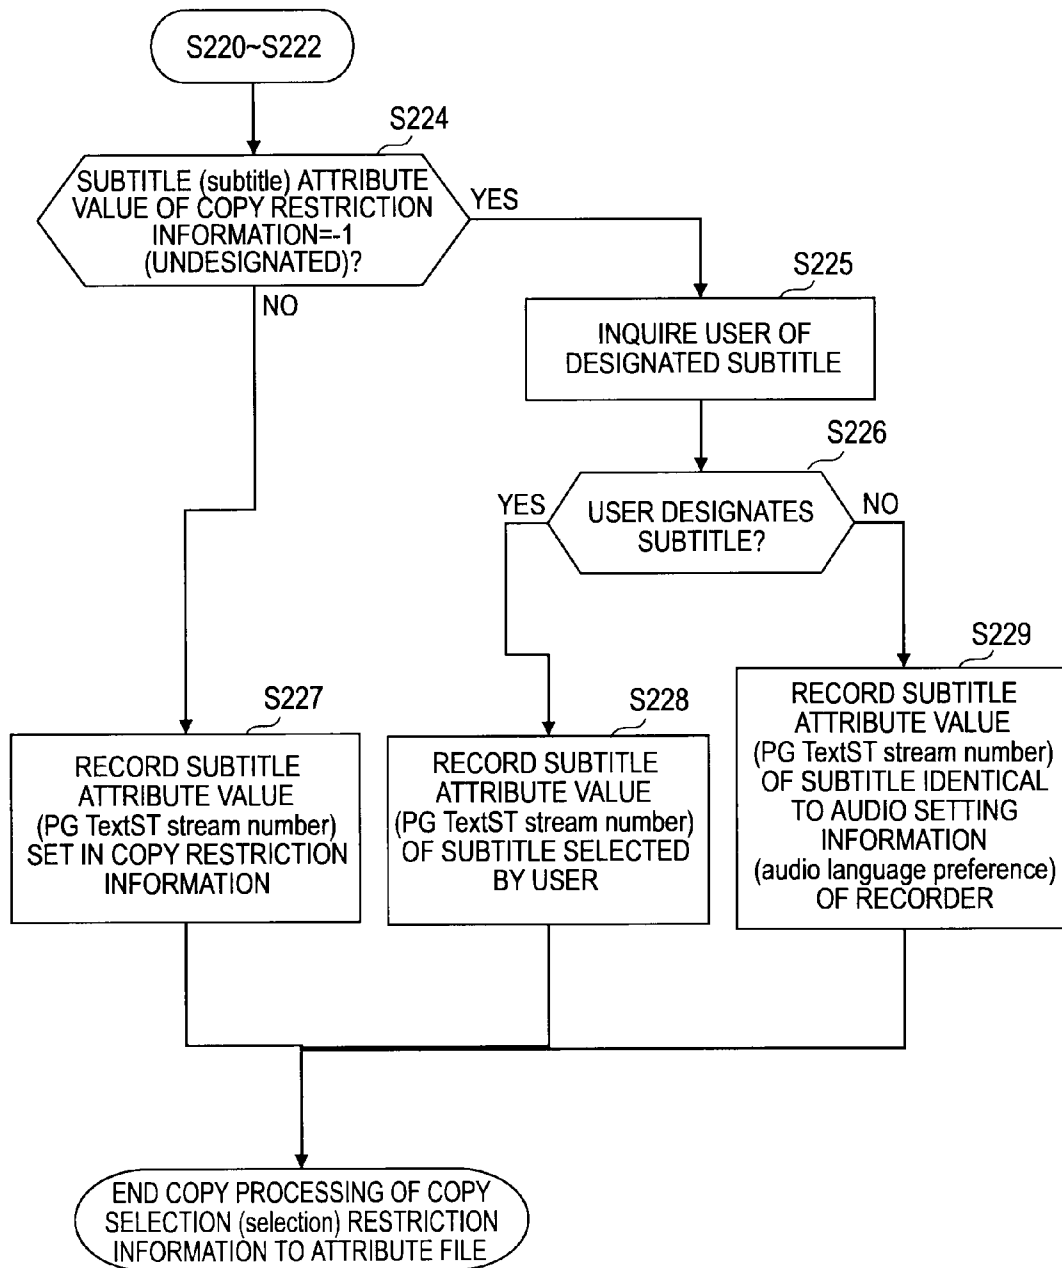 S220~S222
S224
SUBTITLE (subtitle) ATTRIBUTE
VALUE OF COPY RESTRICTION
INFORMATION=-1
(UNDESIGNATED)?
YES
NO
S225
INQUIRE USER OF
DESIGNATED SUBTITLE
S226
USER DESIGNATES
SUBTITLE?
YES
NO
S227
RECORD SUBTITLE
ATTRIBUTE VALUE
(PG TextST stream number)
SET IN COPY RESTRICTION
INFORMATION
S228
RECORD SUBTITLE
ATTRIBUTE VALUE
(PG TextST stream number)
OF SUBTITLE SELECTED
BY USER
S229
RECORD SUBTITLE
ATTRIBUTE VALUE
(PG TextST stream number)
OF SUBTITLE IDENTICAL
TO AUDIO SETTING
INFORMATION
(audio language preference)
OF RECORDER
END COPY PROCESSING OF COPY
SELECTION (selection) RESTRICTION
INFORMATION TO ATTRIBUTE FILE